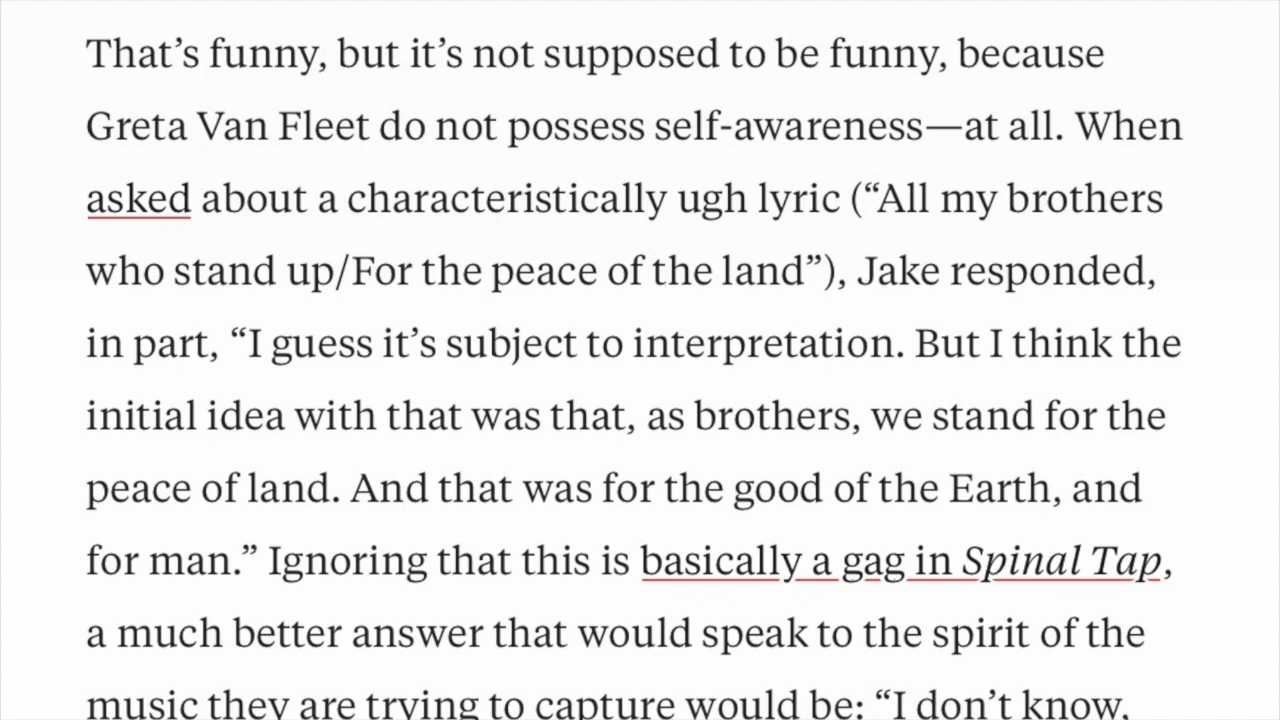 That’s funny, but it’s not supposed to be funny, because
Greta Van Fleet do not possess self-awareness—at all. When
asked about a characteristically ugh lyric (“All my brothers
who stand up/For the peace of the land”), Jake responded,
in part, “I guess it’s subject to interpretation. But I think the
initial idea with that was that, as brothers, we stand for the
peace of land. And that was for the good of the Earth, and
for man.” Ignoring that this is basically a gag in Spinal Tap,
a much better answer that would speak to the spirit of the
music they are trying to capture would be: “I don’t know,